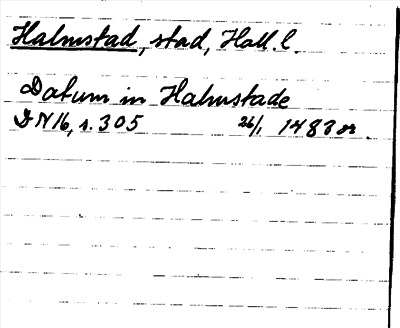 Halmstad, stad, Hall. l.
Datum in Halmstade
DN 16, s. 305 26/1 1483 or.